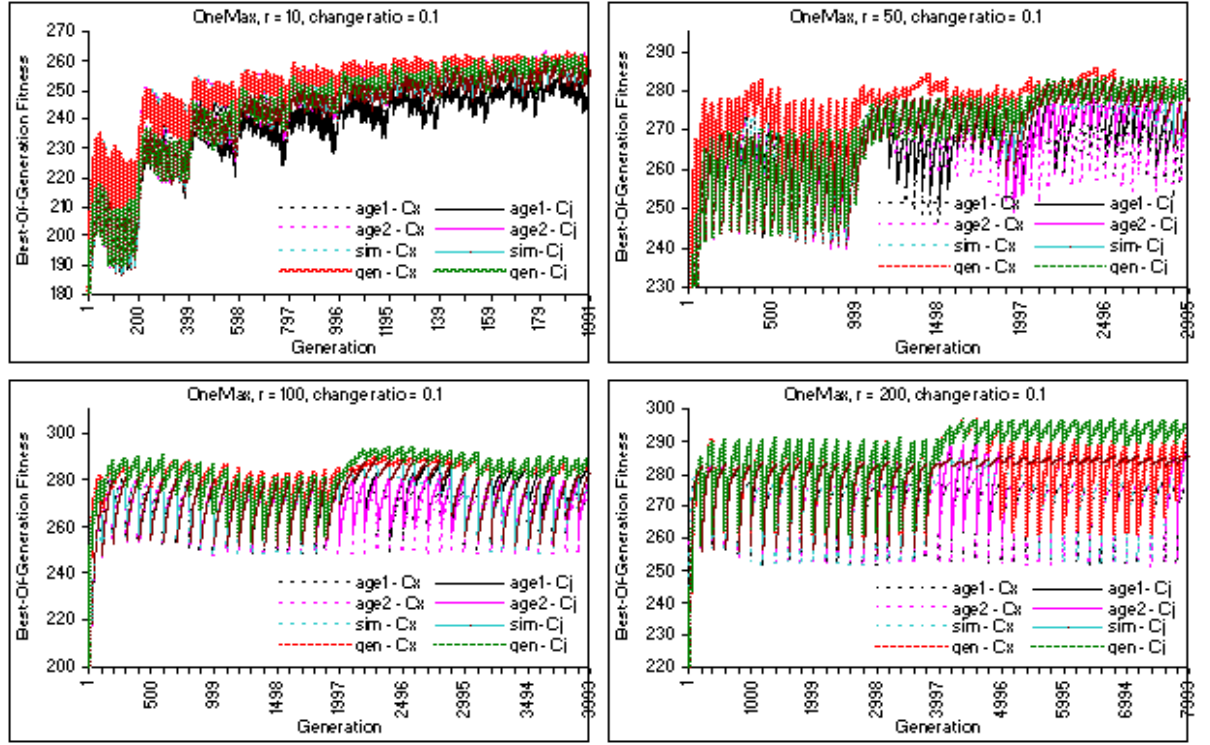 OneMax, r = 10, change ratio = 0.1
Best-Of-Generation Fitness
270
260
250
240
230
220
210
200
190
180
age1 - Cx
age1 - Cj
age2 - Cx
age2 - Cj
sim - Cx
sim - Cj
gen - Cx
gen - Cj
1
200
399
598
797
996
1195
139
159
179
1991
Generation
OneMax, r = 50, change ratio = 0.1
Best-Of-Generation Fitness
290
280
270
260
250
240
230
age1 - Cx
age1 - Cj
age2 - Cx
age2 - Cj
sim - Cx
sim - Cj
gen - Cx
gen - Cj
1
500
999
1498
1997
2496
2995
Generation
OneMax, r = 100, change ratio = 0.1
Best-Of-Generation Fitness
300
280
260
240
220
200
age1 - Cx
age1 - Cj
age2 - Cx
age2 - Cj
sim - Cx
sim - Cj
gen - Cx
gen - Cj
1
500
999
1498
1997
2496
2995
3494
3993
Generation
OneMax, r = 200, change ratio = 0.1
Best-Of-Generation Fitness
300
290
280
270
260
250
240
230
220
age1 - Cx
age1 - Cj
age2 - Cx
age2 - Cj
sim - Cx
sim - Cj
gen - Cx
gen - Cj
1
1000
1999
2998
3997
4996
5995
6994
7993
Generation